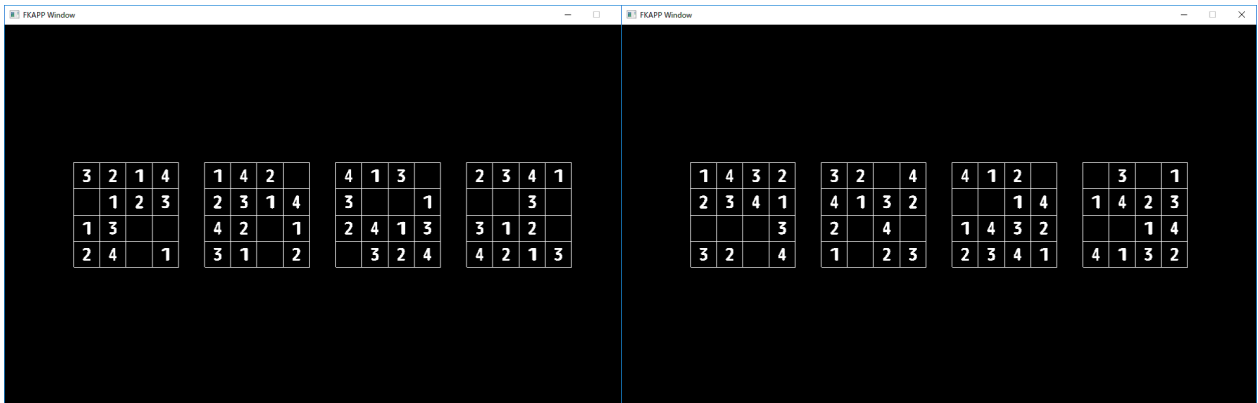 FKAPP Window
3 2 1 4 1 4 2 4 1 3 2 3 4 1
1 2 3 2 3 1 4 3 1 3
1 3 4 2 1 2 4 1 3 3 1 2
2 4 1 3 1 2 3 2 4 4 2 1 3
FKAPP Window
1 4 3 2 3 2 4 4 1 2 3 1
2 3 4 1 4 1 3 2 1 4 1 4 2 3
3 2 4 1 4 3 2 1 4
3 2 4 1 2 3 2 3 4 1 4 1 3 2